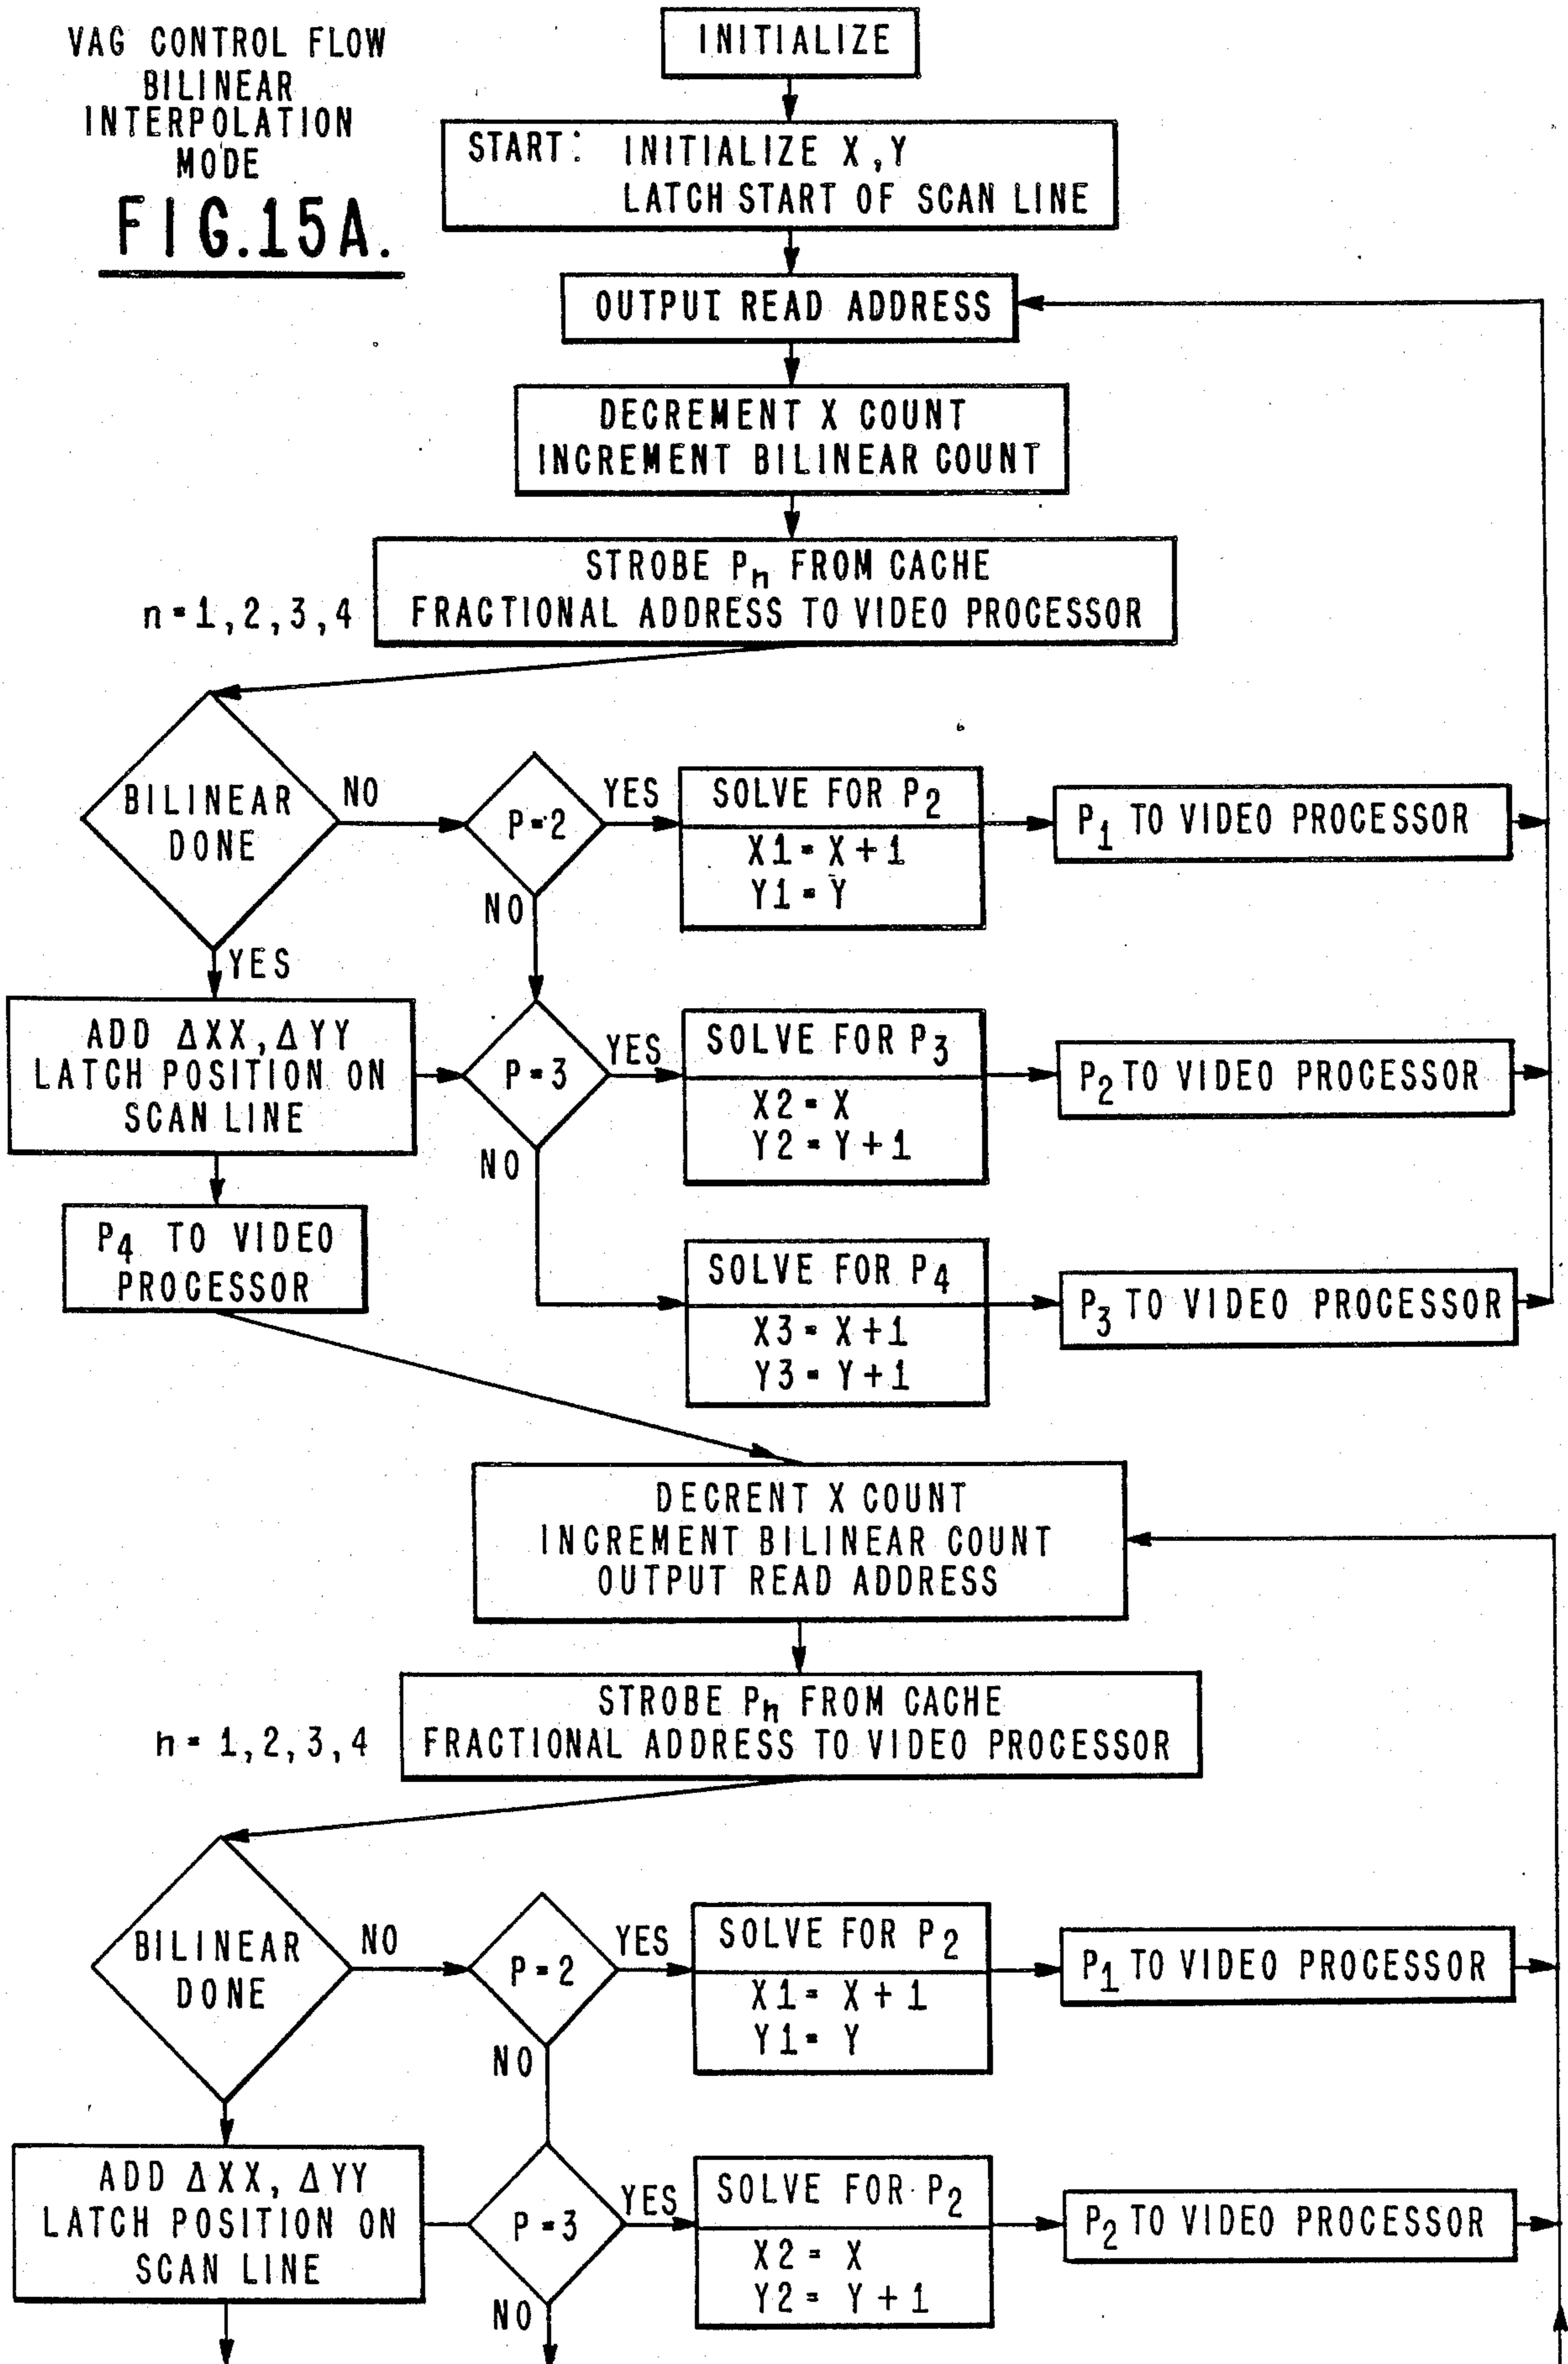 VAG CONTROL FLOW
BILINEAR
INTERPOLATION
MODE
FIG.15A.
INITIALIZE
START: INITIALIZE X,Y
LATCH START OF SCAN LINE
OUTPUT READ ADDRESS
DECREMENT X COUNT
INCREMENT BILINEAR COUNT
n=1,2,3,4
STROBE Pn FROM CACHE
FRACTIONAL ADDRESS TO VIDEO PROCESSOR
BILINEAR
DONE
NO
P=2
YES
SOLVE FOR P2
X1=X+1
Y1=Y
P1 TO VIDEO PROCESSOR
NO
YES
ADD ΔXX, ΔYY
LATCH POSITION ON
SCAN LINE
P=3
YES
SOLVE FOR P3
X2=X
Y2=Y+1
P2 TO VIDEO PROCESSOR
NO
P4 TO VIDEO
PROCESSOR
SOLVE FOR P4
X3=X+1
Y3=Y+1
P3 TO VIDEO PROCESSOR
DECRENT X COUNT
INCREMENT BILINEAR COUNT
OUTPUT READ ADDRESS
n=1,2,3,4
STROBE Pn FROM CACHE
FRACTIONAL ADDRESS TO VIDEO PROCESSOR
BILINEAR
DONE
NO
P=2
YES
SOLVE FOR P2
X1=X+1
Y1=Y
P1 TO VIDEO PROCESSOR
NO
ADD ΔXX, ΔYY
LATCH POSITION ON
SCAN LINE
P=3
YES
SOLVE FOR P2
X2=X
Y2=Y+1
P2 TO VIDEO PROCESSOR
NO